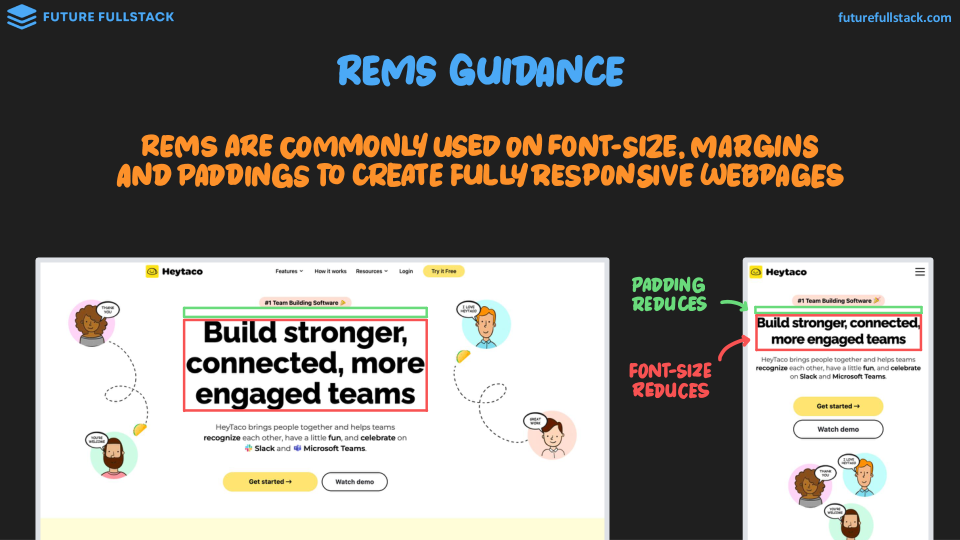 FUTURE FULLSTACK
futurefullstack.com
REMS GUIDANCE
REMS ARE COMMONLY USED ON FONT-SIZE, MARGINS
AND PADDINGS TO CREATE FULLY RESPONSIVE WEBPAGES
Heytaco
Features
How it works
Resources
Login
Try it Free
#1 Team Building Software
THANK YOU
I LOVE HEYTACO
Build stronger,
connected, more
engaged teams
YOU'RE WELCOME
GREAT WORK
HeyTaco brings people together and helps teams
recognize each other, have a little fun, and celebrate on
Slack and Microsoft Teams.
Get started →
Watch demo
PADDING
REDUCES
FONT-SIZE
REDUCES
Heytaco
#1 Team Building Software
Build stronger, connected,
more engaged teams
HeyTaco brings people together and helps teams
recognize each other, have a little fun, and celebrate
on Slack and Microsoft Teams.
Get started →
Watch demo
I LOVE HEYTACO
THANK YOU
YOU'RE WELCOME